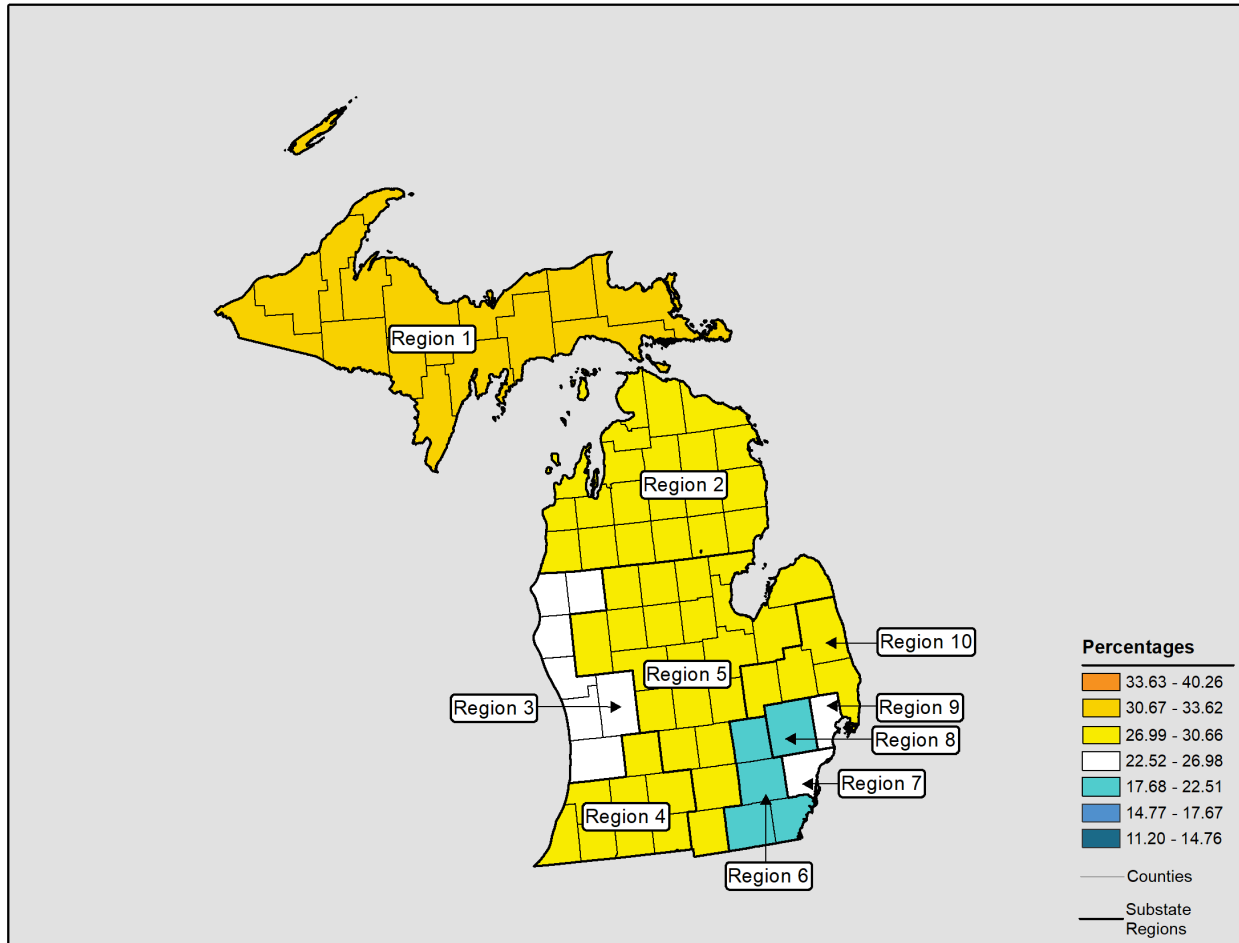 Region 1
Region 2
Region 10
Region 5
Region 3
Region 9
Region 8
Region 7
Region 4
Region 6
Percentages
33.63 - 40.26
30.67 - 33.62
26.99 - 30.66
22.52 - 26.98
17.68 - 22.51
14.77 - 17.67
11.20 - 14.76
Counties
Substate
Regions